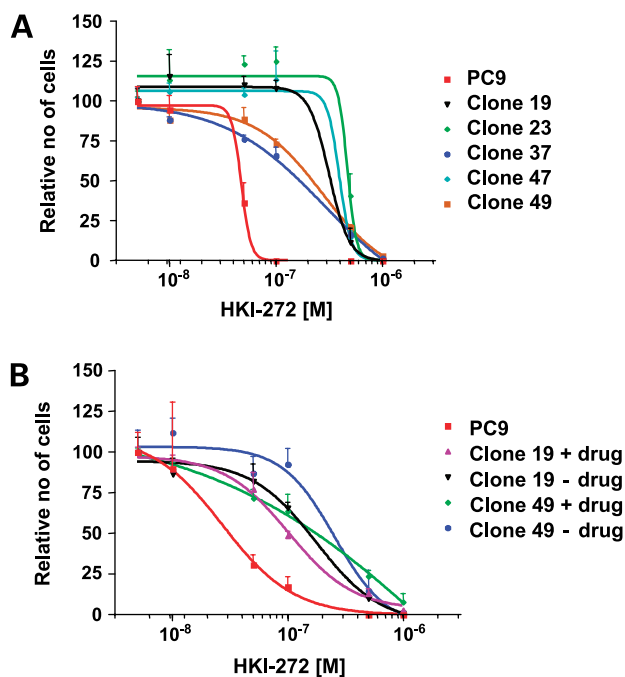 A
Relative no of cells
150
125
100
75
50
25
0
10-8
10-7
10-6
HKI-272 [M]
PC9
Clone 19
Clone 23
Clone 37
Clone 47
Clone 49
B
Relative no of cells
150
125
100
75
50
25
0
10-8
10-7
10-6
HKI-272 [M]
PC9
Clone 19 + drug
Clone 19 - drug
Clone 49 + drug
Clone 49 - drug